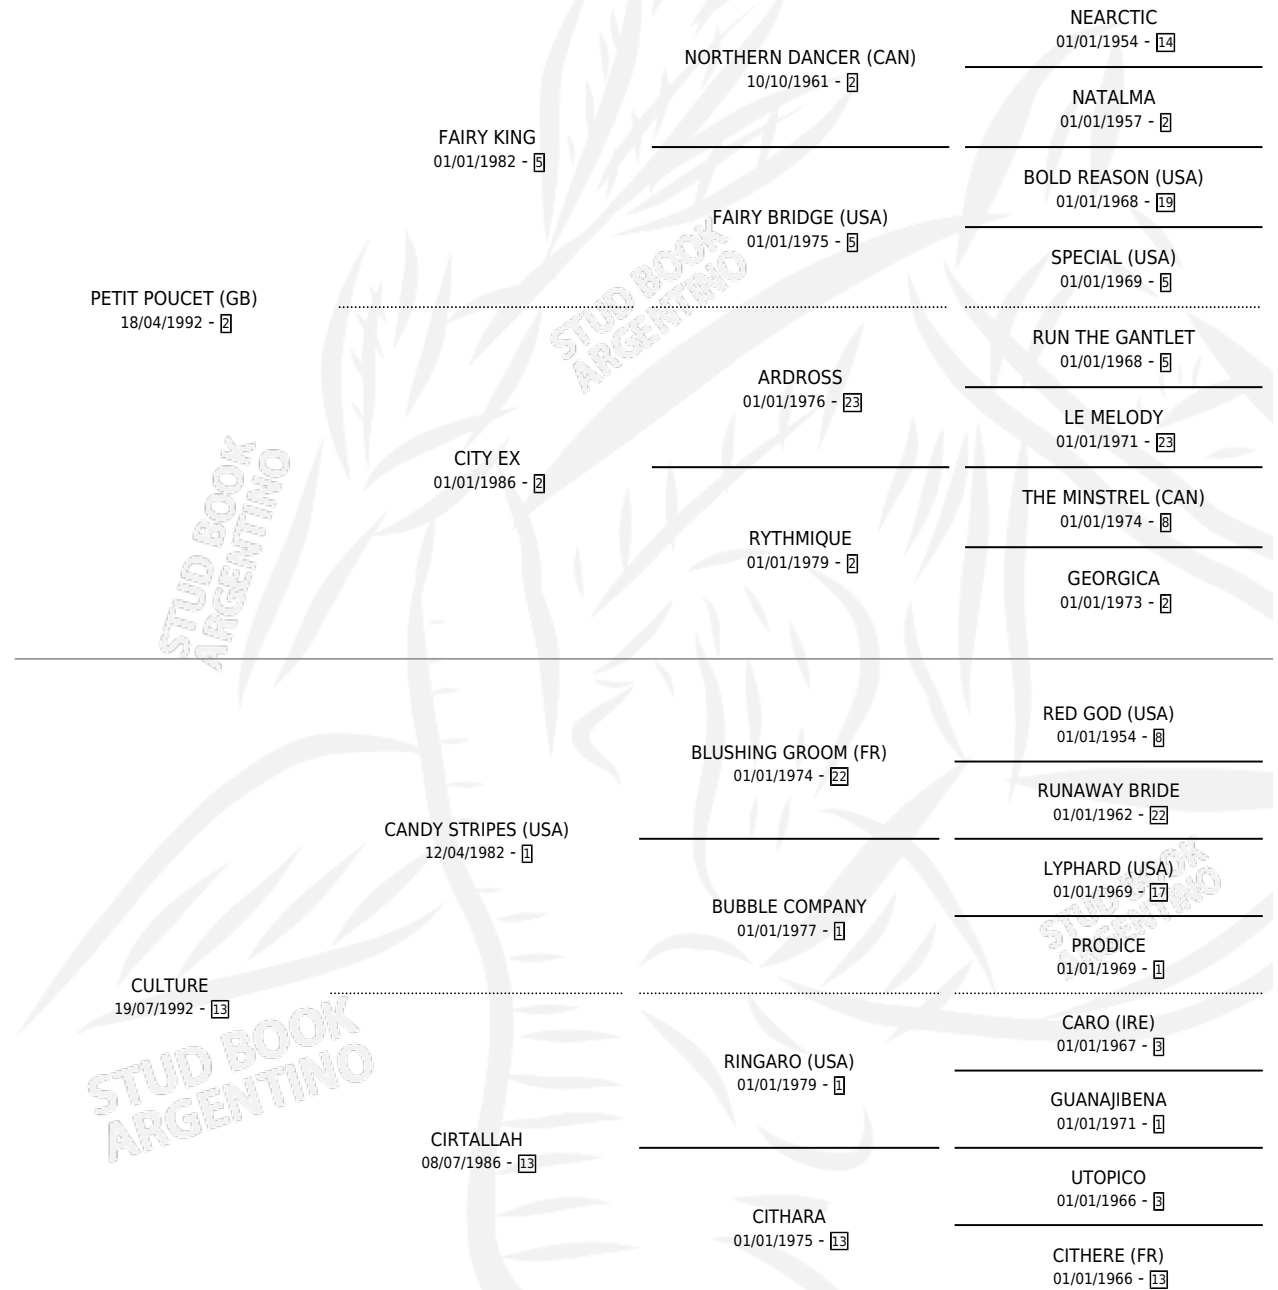 NEARCTIC
01/01/1954 - 14
NORTHERN DANCER (CAN)
10/10/1961 - 2
NATALMA
01/01/1957 - 2
FAIRY KING
01/01/1982 - 5
BOLD REASON (USA)
01/01/1968 - 19
FAIRY BRIDGE (USA)
01/01/1975 - 5
SPECIAL (USA)
01/01/1969 - 5
PETIT POUCET (GB)
18/04/1992 - 2
RUN THE GANTLET
01/01/1968 - 5
ARDROSS
01/01/1976 - 23
LE MELODY
01/01/1971 - 23
CITY EX
01/01/1986 - 2
THE MINSTREL (CAN)
01/01/1974 - 8
RYTHMIQUE
01/01/1979 - 2
GEORGICA
01/01/1973 - 2
RED GOD (USA)
01/01/1954 - 8
BLUSHING GROOM (FR)
01/01/1974 - 22
RUNAWAY BRIDE
01/01/1962 - 22
CANDY STRIPES (USA)
12/04/1982 - 1
LYPHARD (USA)
01/01/1969 - 17
BUBBLE COMPANY
01/01/1977 - 1
PRODICE
01/01/1969 - 1
CULTURE
19/07/1992 - 13
CARO (IRE)
01/01/1967 - 3
RINGARO (USA)
01/01/1979 - 1
GUANAJIBENA
01/01/1971 - 1
CIRTALLAH
08/07/1986 - 13
UTOPICO
01/01/1966 - 3
CITHARA
01/01/1975 - 13
CITHERE (FR)
01/01/1966 - 13
STUD BOOK
ARGENTINO
STUD BOOK
ARGENTINO
STUD BOOK
ARGENTINO
STUD BOOK
ARGENTINO